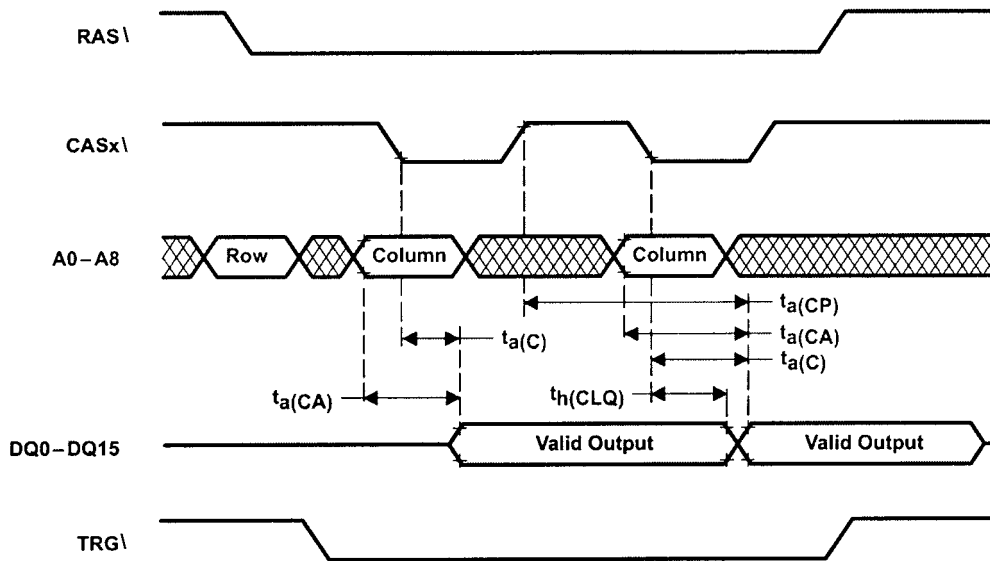 RAS\
CASx\
A0–A8
Row
Column
Column
ta(CP)
ta(C)
ta(CA)
ta(C)
ta(CA)
th(CLQ)
DQ0–DQ15
Valid Output
Valid Output
TRG\